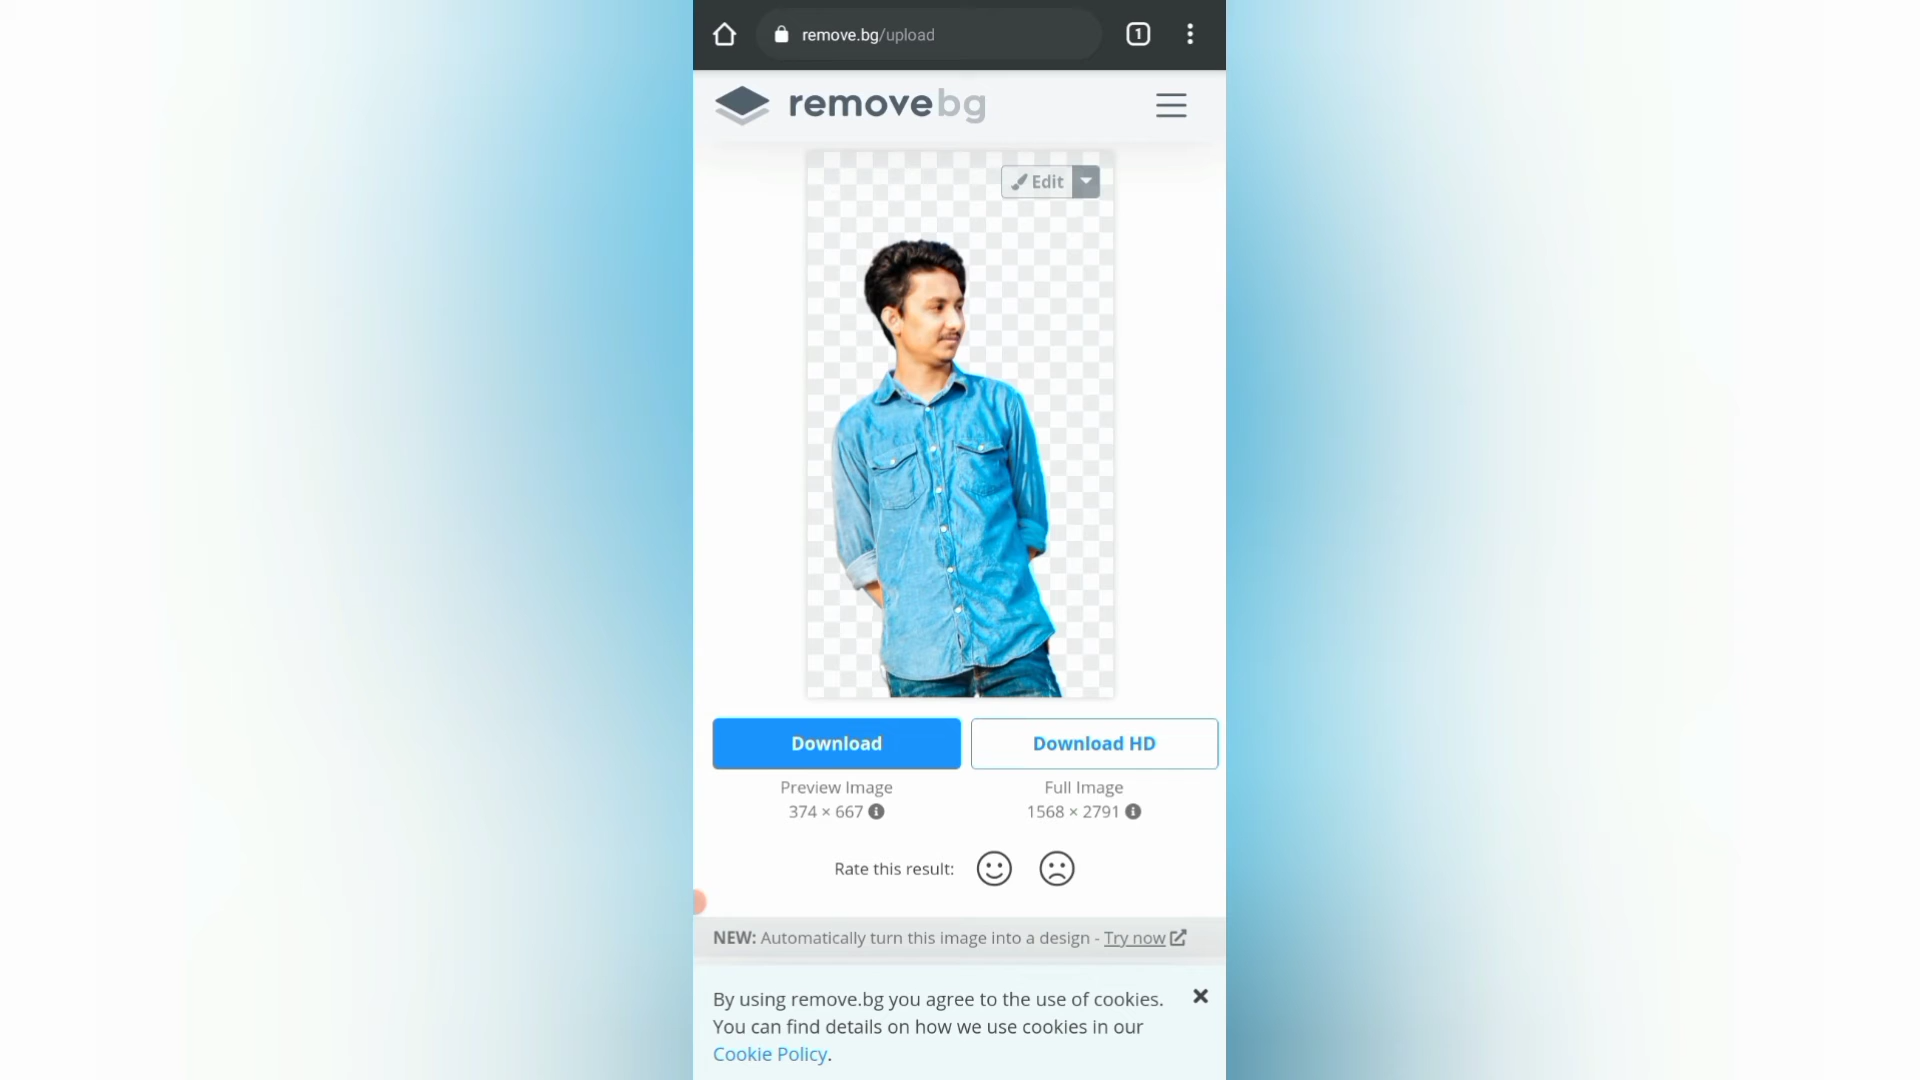 remove.bg/upload
1
removebg
Edit
Download
Download HD
Preview Image
Full Image
374 × 667
1568 × 2791
Rate this result:
NEW: Automatically turn this image into a design - Try now
By using remove.bg you agree to the use of cookies.
You can find details on how we use cookies in our
Cookie Policy.